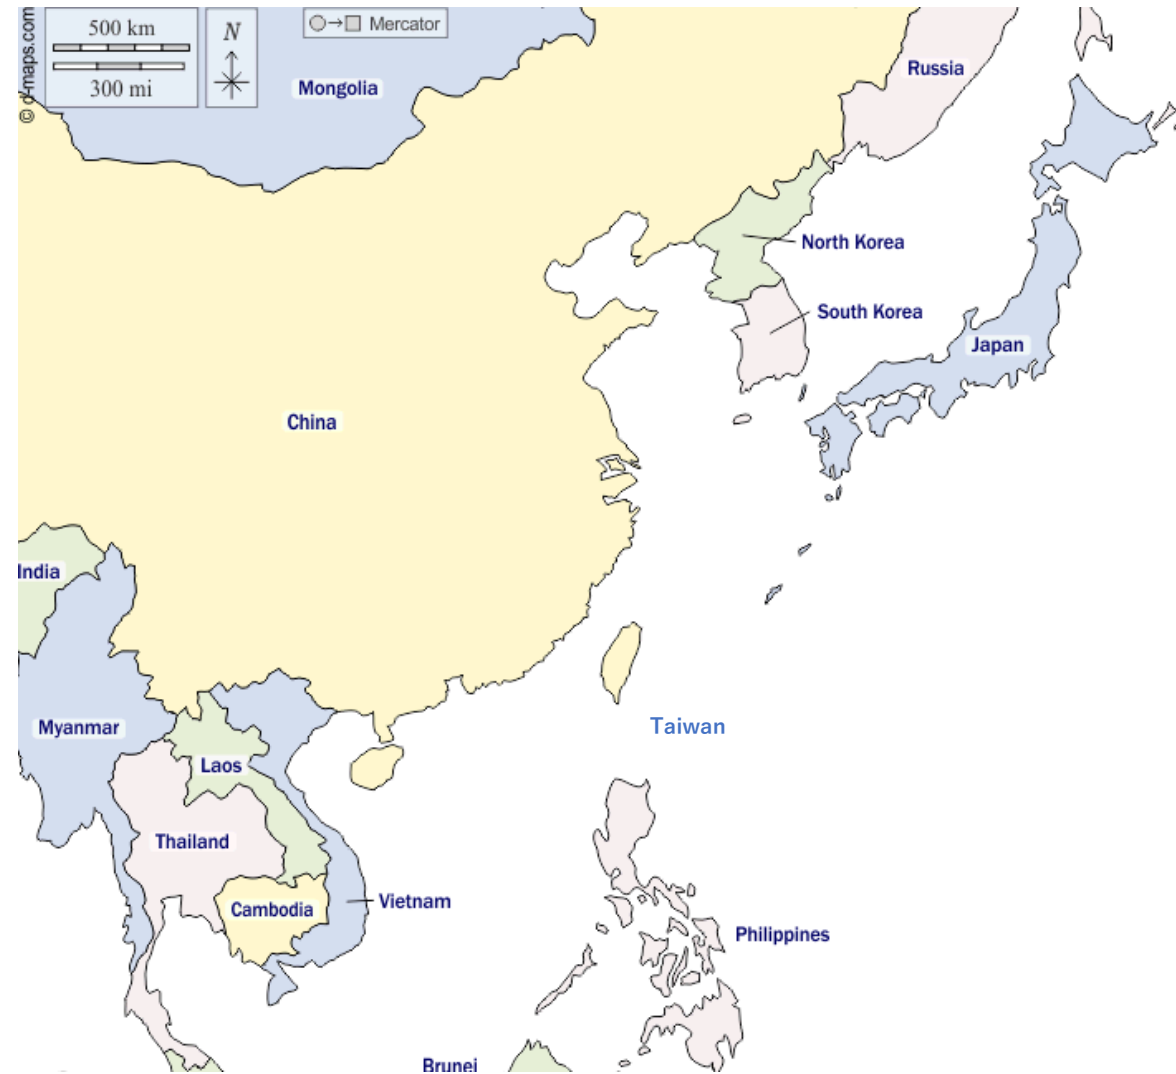 © d-maps.com
500 km
300 mi
N
Mercator
Mongolia
Russia
North Korea
South Korea
Japan
China
India
Myanmar
Taiwan
Laos
Thailand
Vietnam
Cambodia
Philippines
Brunei